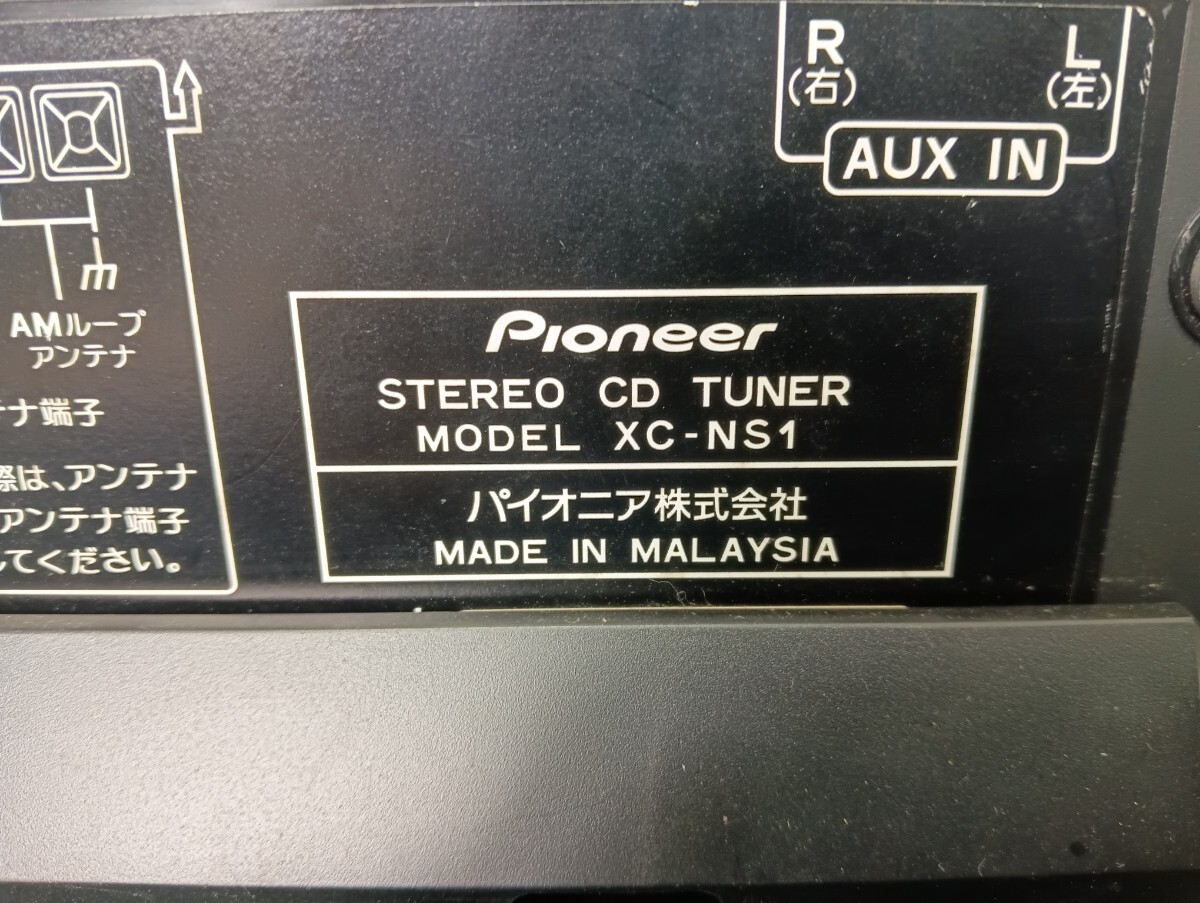 R
(右)
L
(左)
AUX IN
m
AMループ
アンテナ
ナ端子
際は、アンテナ
アンテナ端子
してください。
Pioneer
STEREO CD TUNER
MODEL XC-NS1
パイオニア株式会社
MADE IN MALAYSIA